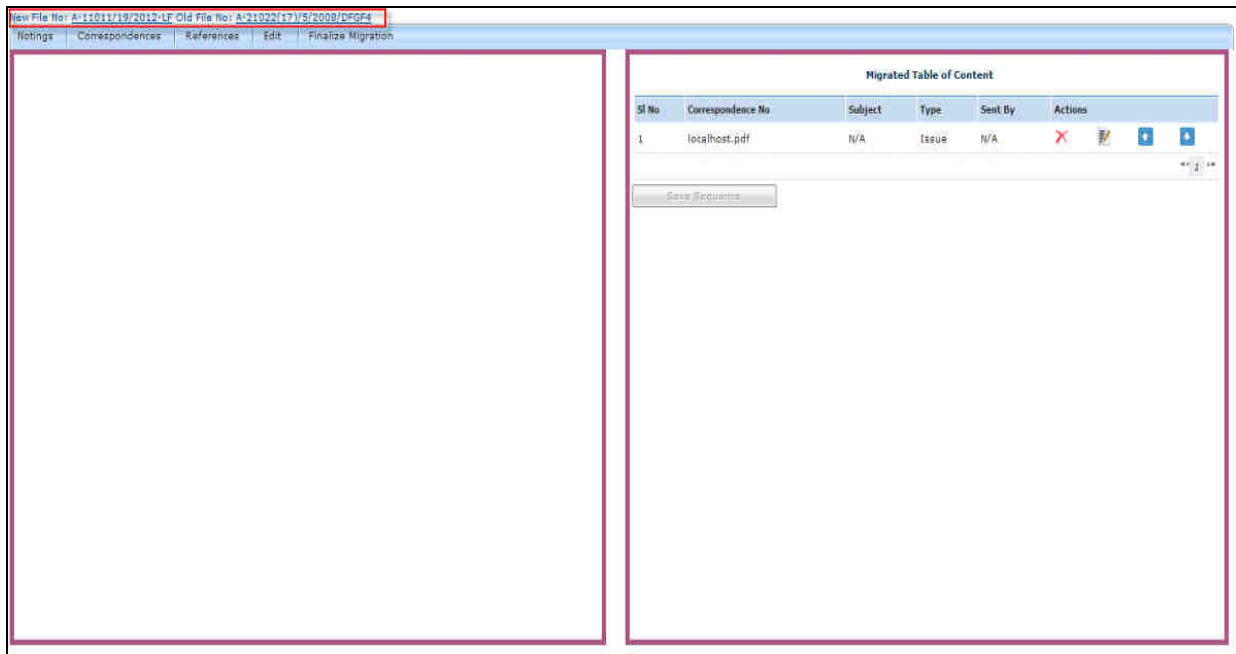 New File No: A-11011/19/2012-LF Old File No: A-21022(17)/5/2008/DFGF4
Notings Correspondences References Edit Finalize Migration
Migrated Table of Content
Sl No Correspondence No Subject Type Sent By Actions
1 localhost.pdf N/A Issue N/A
1
Save Sequence